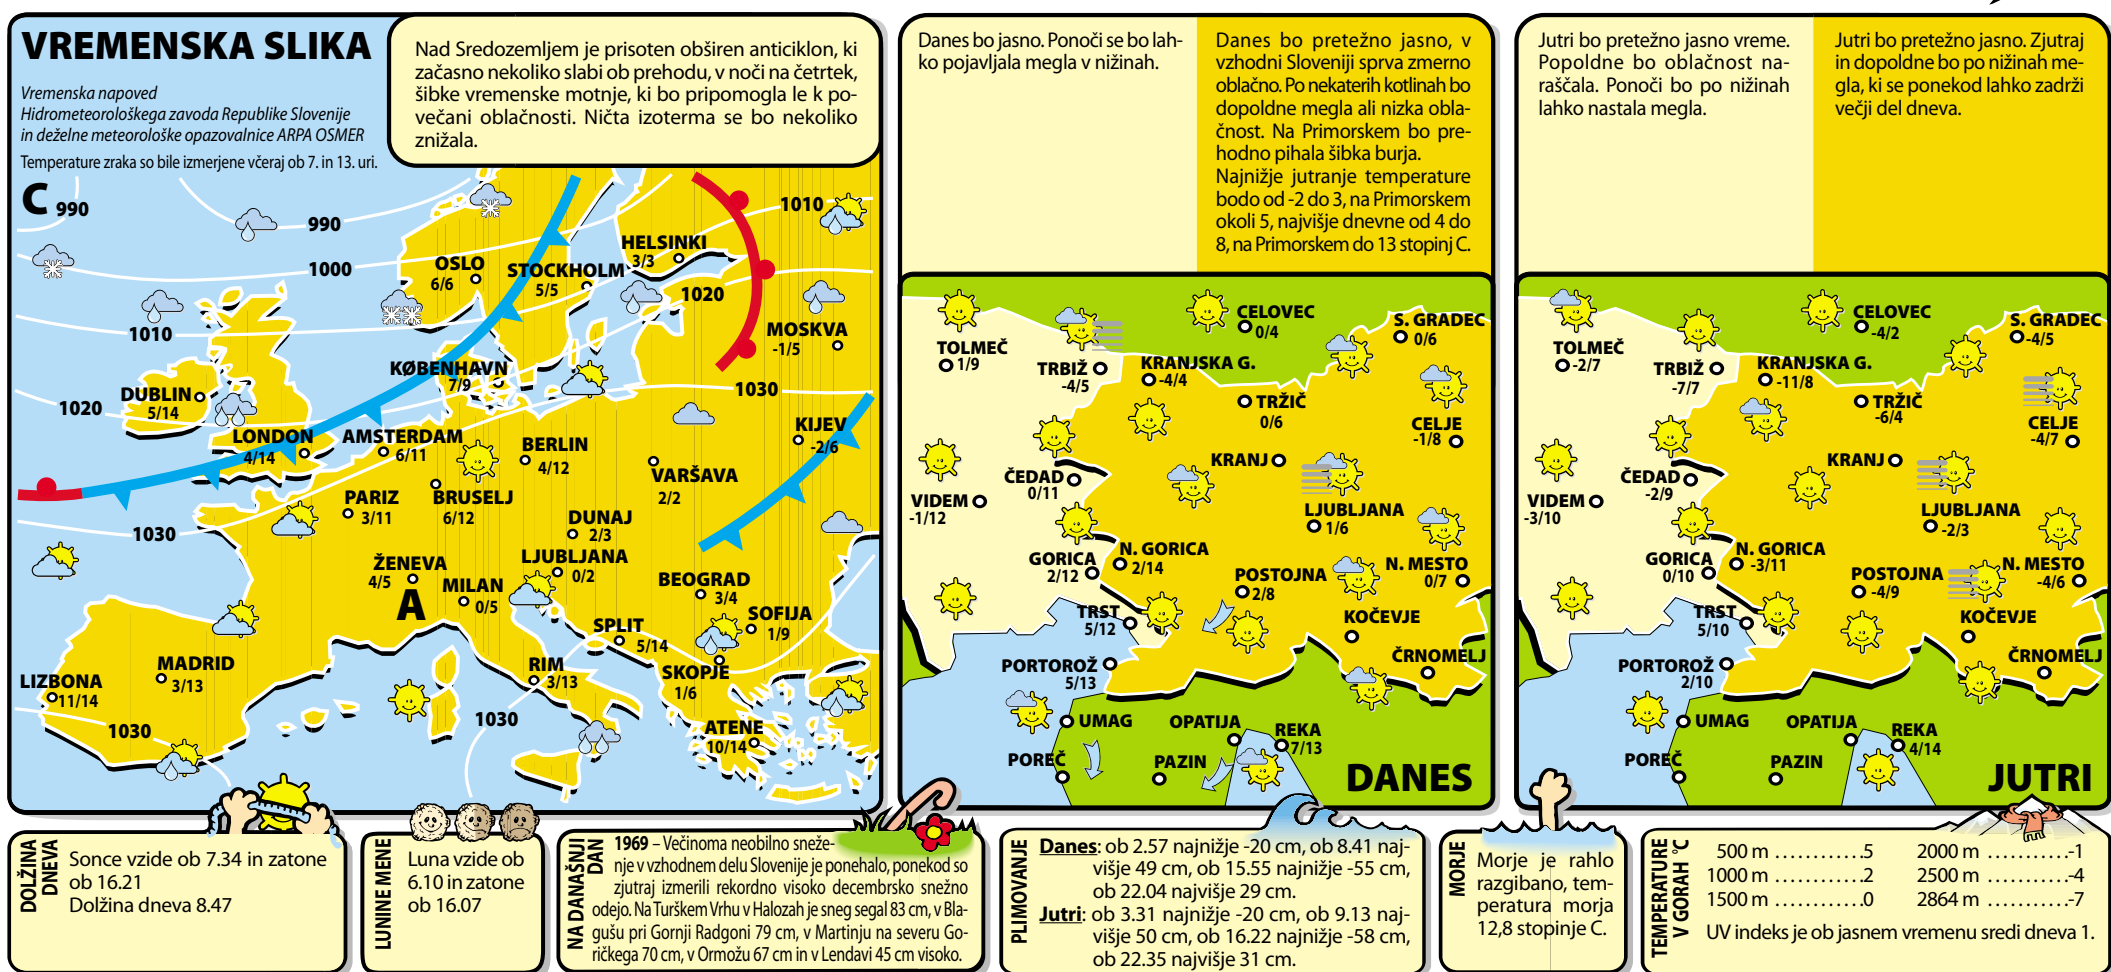 VREMENSKA SLIKA
Vremenska napoved
Hidrometeorološkega zavoda Republike Slovenije
in deželne meteorološke opazovalnice ARPA OSMER
Temperature zraka so bile izmerjene včeraj ob 7. in 13. uri.
Nad Sredozemljem je prisoten obširen anticiklon, ki
začasno nekoliko slabi ob prehodu, v noči na četrtek,
šibke vremenske motnje, ki bo pripomogla le k po-
večani oblačnosti. Ničta izoterma se bo nekoliko
znižala.
C 990
990
1010
1000
HELSINKI
3/3
OSLO
6/6
STOCKHOLM
5/5
1020
1010
MOSKVA
-1/5
KØBENHAVN
7/9
1030
DUBLIN
5/14
1020
LONDON
4/14
AMSTERDAM
6/11
BERLIN
4/12
KIJEV
-2/6
VARŠAVA
2/2
PARIZ
3/11
BRUSELJ
6/12
DUNAJ
2/3
1030
ŽENEVA
4/5
LJUBLJANA
0/2
A
MILAN
0/5
BEOGRAD
3/4
SOFIJA
1/9
SPLIT
5/14
SKOPJE
1/6
MADRID
3/13
RIM
3/13
LIZBONA
11/14
1030
1030
ATENE
10/14
Danes bo jasno. Ponoči se bo lah-
ko pojavljala megla v nižinah.
Danes bo pretežno jasno, v
vzhodni Sloveniji sprva zmerno
oblačno. Po nekaterih kotlinah bo
dopoldne megla ali nizka obla-
čnost. Na Primorskem bo pre-
hodno pihala šibka burja.
Najnižje jutranje temperature
bodo od -2 do 3, na Primorskem
okoli 5, najvišje dnevne od 4 do
8, na Primorskem do 13 stopinj C.
CELOVEC
0/4
S. GRADEC
0/6
TOLMEČ
1/9
TRBIŽ
-4/5
KRANJSKA G.
-4/4
TRŽIČ
0/6
CELJE
-1/8
KRANJ
ČEDAD
0/11
VIDEM
-1/12
LJUBLJANA
1/6
GORICA
2/12
N. GORICA
2/14
POSTOJNA
2/8
N. MESTO
0/7
TRST
5/12
KOČEVJE
PORTOROŽ
5/13
ČRNOMELJ
UMAG
OPATIJA
REKA
7/13
POREČ
PAZIN
DANES
Jutri bo pretežno jasno vreme.
Popoldne bo oblačnost na-
raščala. Ponoči bo po nižinah
lahko nastala megla.
Jutri bo pretežno jasno. Zjutraj
in dopoldne bo po nižinah me-
gla, ki se ponekod lahko zadrži
večji del dneva.
CELOVEC
-4/2
S. GRADEC
-4/5
TOLMEČ
-2/7
TRBIŽ
-7/7
KRANJSKA G.
-11/8
TRŽIČ
-6/4
CELJE
-4/7
KRANJ
ČEDAD
-2/9
VIDEM
-3/10
LJUBLJANA
-2/3
GORICA
0/10
N. GORICA
-3/11
POSTOJNA
-4/9
N. MESTO
-4/6
TRST
5/10
KOČEVJE
PORTOROŽ
2/10
ČRNOMELJ
UMAG
OPATIJA
REKA
4/14
POREČ
PAZIN
JUTRI
DOLŽINA
DNEVA
Sonce vzide ob 7.34 in zatone
ob 16.21
Dolžina dneva 8.47
LUNINE MENE
Luna vzide ob
6.10 in zatone
ob 16.07
NA DANAŠNJI
DAN
1969 – Večinoma neobilno sneže-
nje v vzhodnem delu Slovenije je ponehalo, ponekod so
zjutraj izmerili rekordno visoko decembrsko snežno
odejo. Na Turškem Vrhu v Halozah je sneg segal 83 cm, v Bla-
gušu pri Gornji Radgoni 79 cm, v Martinju na severu Go-
ričkega 70 cm, v Ormožu 67 cm in v Lendavi 45 cm visoko.
PLIMOVANJE
Danes: ob 2.57 najnižje -20 cm, ob 8.41 naj-
višje 49 cm, ob 15.55 najnižje -55 cm,
ob 22.04 najvišje 29 cm.
Jutri: ob 3.31 najnižje -20 cm, ob 9.13 naj-
višje 50 cm, ob 16.22 najnižje -58 cm,
ob 22.35 najvišje 31 cm.
MORJE
Morje je rahlo
razgibano, tem-
peratura morja
12,8 stopinje C.
TEMPERATURE
V GORAH °C
500 m ............5
1000 m ............2
1500 m ............0
2000 m ...........-1
2500 m ...........-4
2864 m ...........-7
UV indeks je ob jasnem vremenu sredi dneva 1.